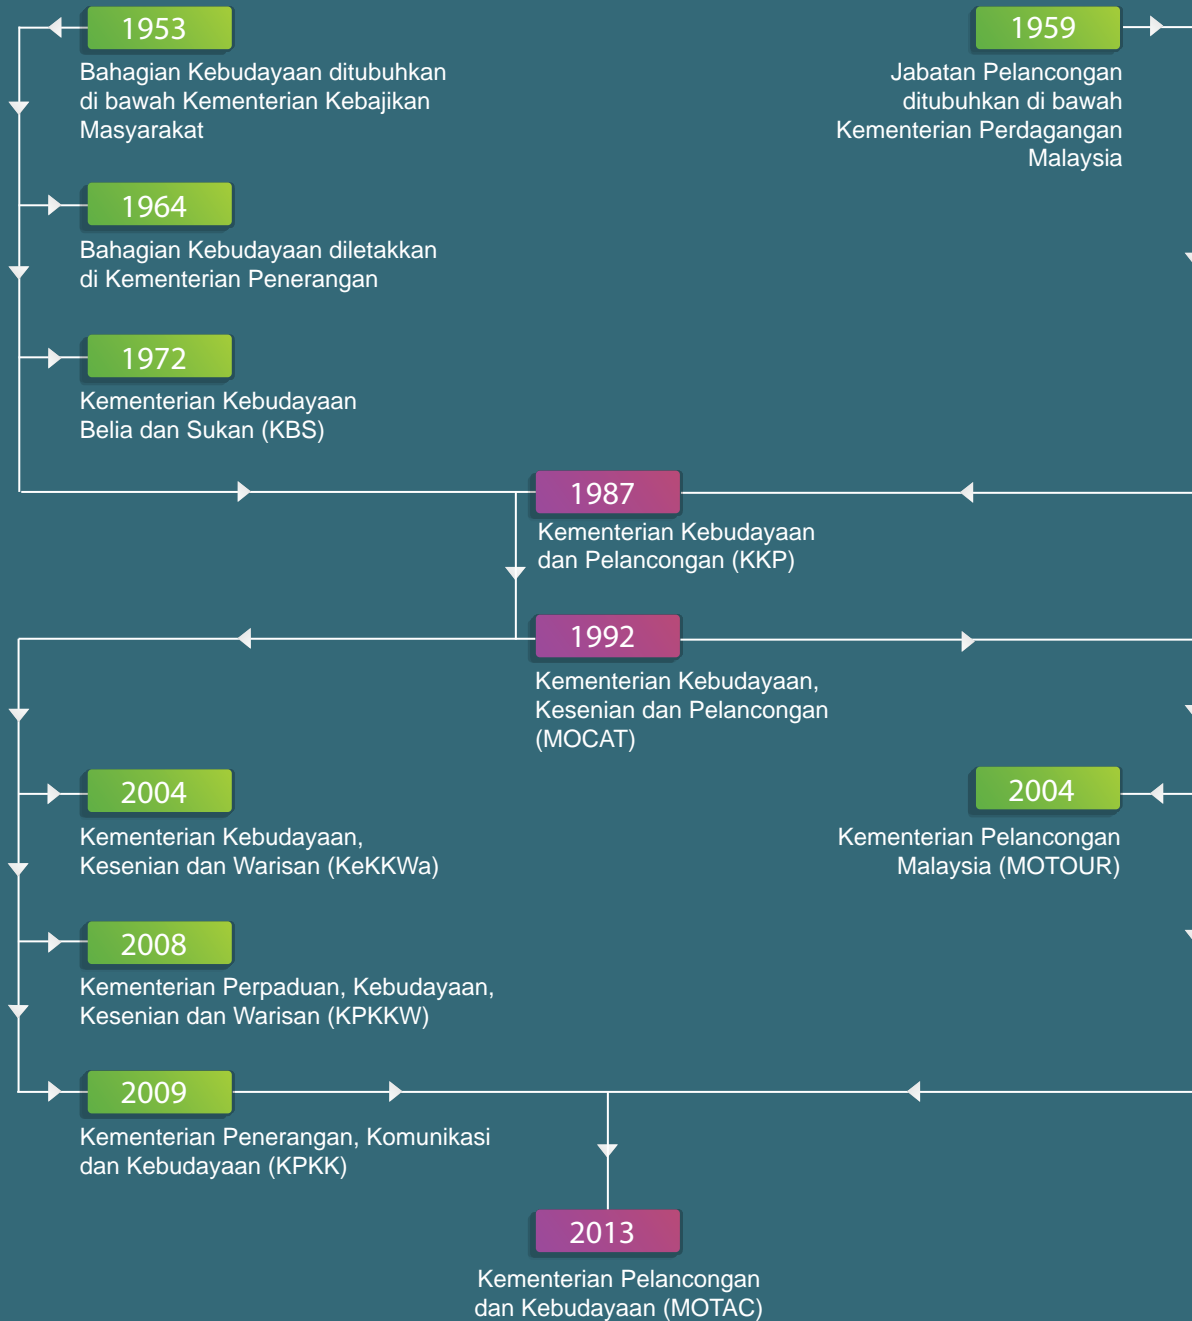 1953
Bahagian Kebudayaan ditubuhkan
di bawah Kementerian Kebajikan
Masyarakat
1959
Jabatan Pelancongan
ditubuhkan di bawah
Kementerian Perdagangan
Malaysia
1964
Bahagian Kebudayaan diletakkan
di Kementerian Penerangan
1972
Kementerian Kebudayaan
Belia dan Sukan (KBS)
1987
Kementerian Kebudayaan
dan Pelancongan (KKP)
1992
Kementerian Kebudayaan,
Kesenian dan Pelancongan
(MOCAT)
2004
Kementerian Kebudayaan,
Kesenian dan Warisan (KeKKWa)
2004
Kementerian Pelancongan
Malaysia (MOTOUR)
2008
Kementerian Perpaduan, Kebudayaan,
Kesenian dan Warisan (KPKKW)
2009
Kementerian Penerangan, Komunikasi
dan Kebudayaan (KPKK)
2013
Kementerian Pelancongan
dan Kebudayaan (MOTAC)